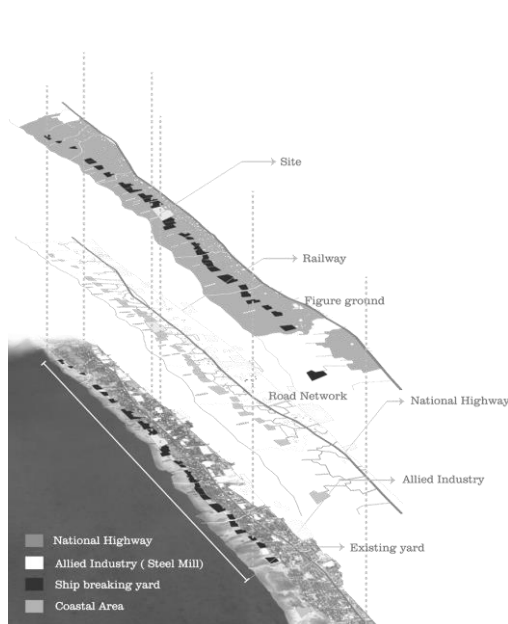 Site
Railway
Figure ground
Road Network
National Highway
Allied Industry
Existing yard
National Highway
Allied Industry ( Steel Mill)
Ship breaking yard
Coastal Area